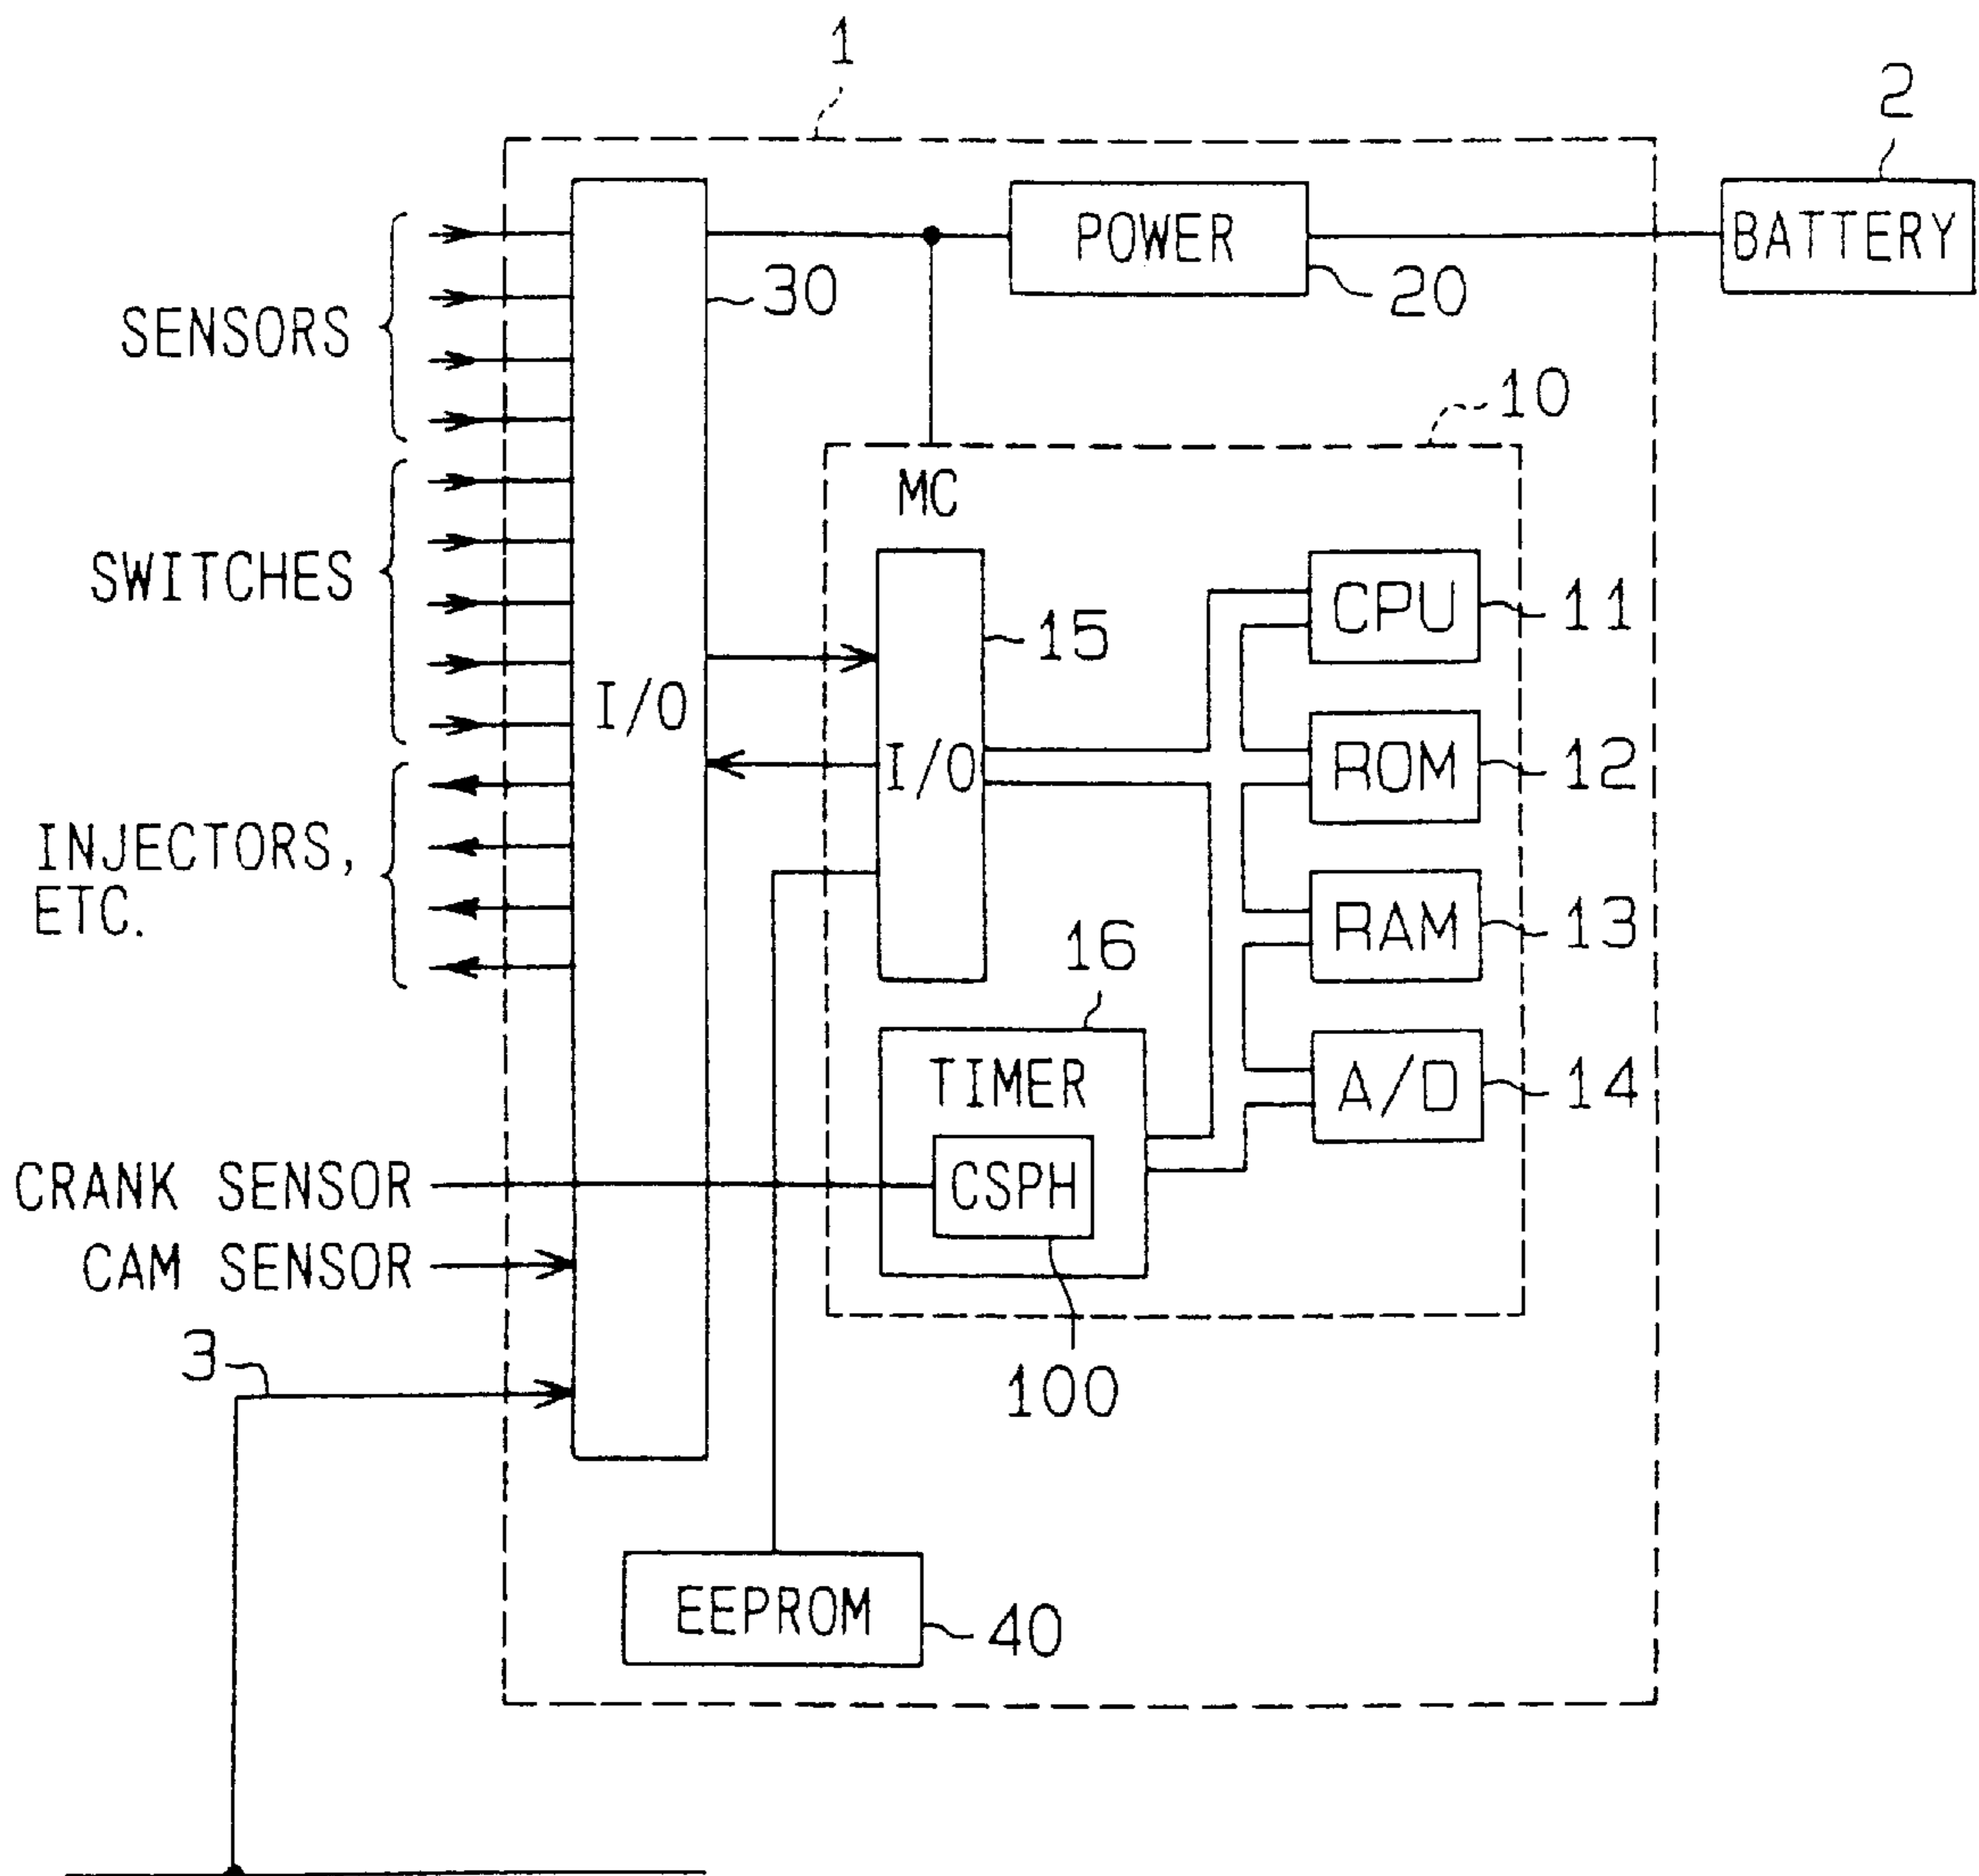 1
2
BATTERY
POWER
20
30
SENSORS
10
MC
SWITCHES
CPU
11
15
I/O
I/O
ROM
12
INJECTORS,
ETC.
RAM
13
16
TIMER
A/D
14
CRANK SENSOR
CSPH
CAM SENSOR
3
100
EEPROM
40